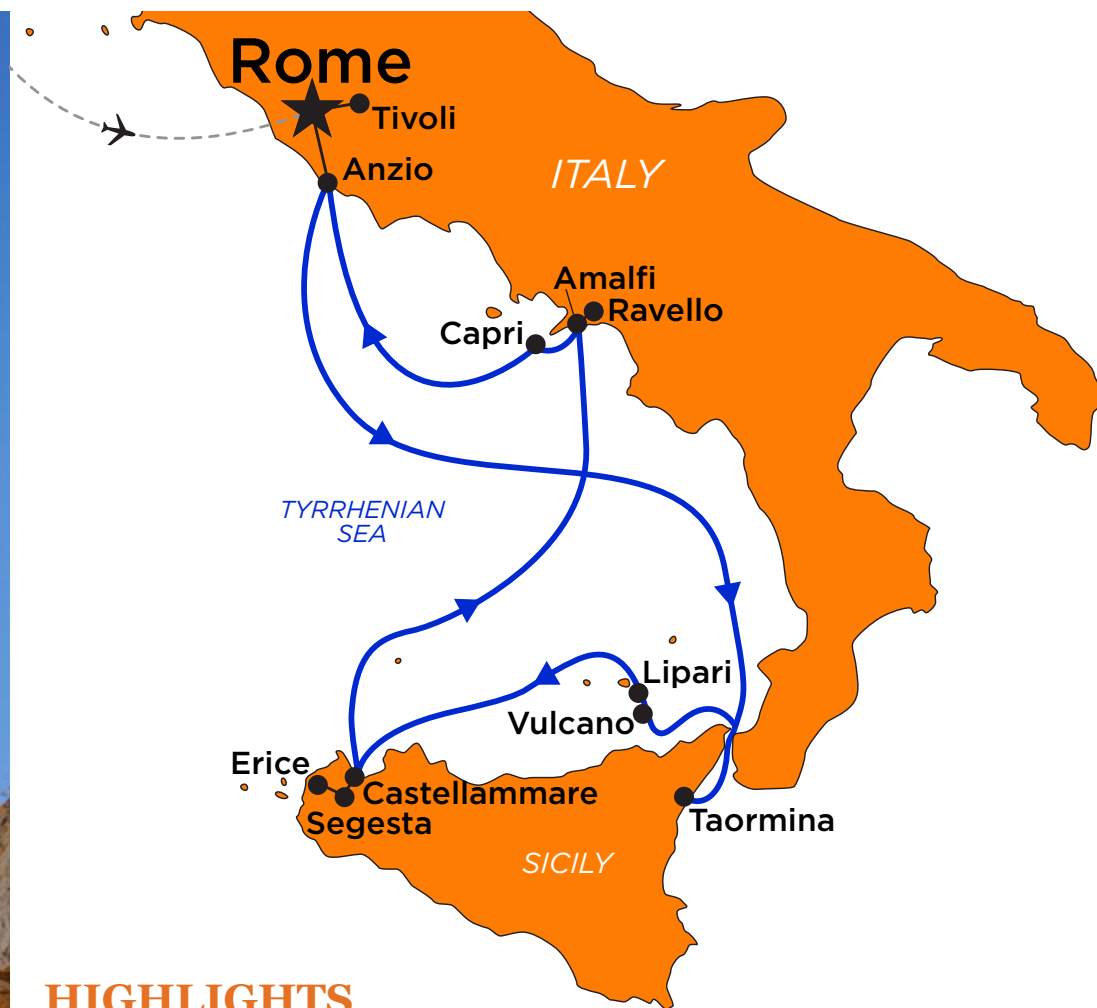 Rome
Tivoli
Anzio
ITALY
Amalfi
Ravello
Capri
TYRRHENIAN
SEA
Lipari
Vulcano
Erice
Castellammare
Segesta
Taormina
SICILY
HIGHLIGHTS